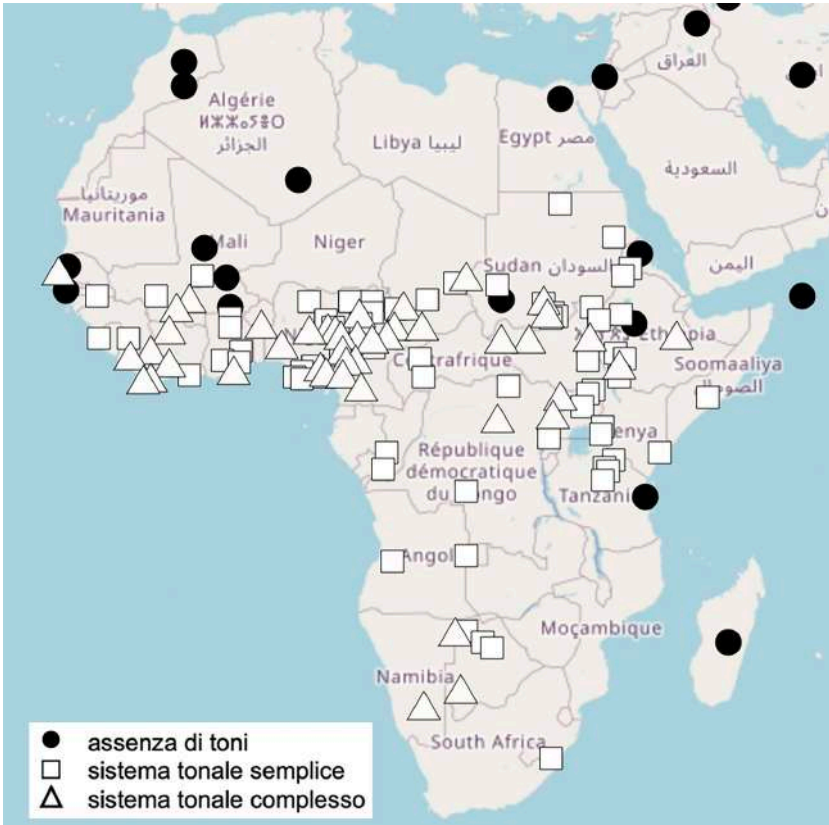 العراق
Algérie
ⵍⵣⵣⴰⵢⴻⵔ
الجزائر
Libya ليبيا
Egypt مصر
السعودية
موريتانيا
Mauritania
Mali
Niger
Sudan السودان
اليمن
Ethiopia
Centrafrique
Soomaaliya
الصومال
Kenya
République
démocratique
du Congo
Tanzania
Angola
Moçambique
Namibia
South Africa
assenza di toni
sistema tonale semplice
sistema tonale complesso